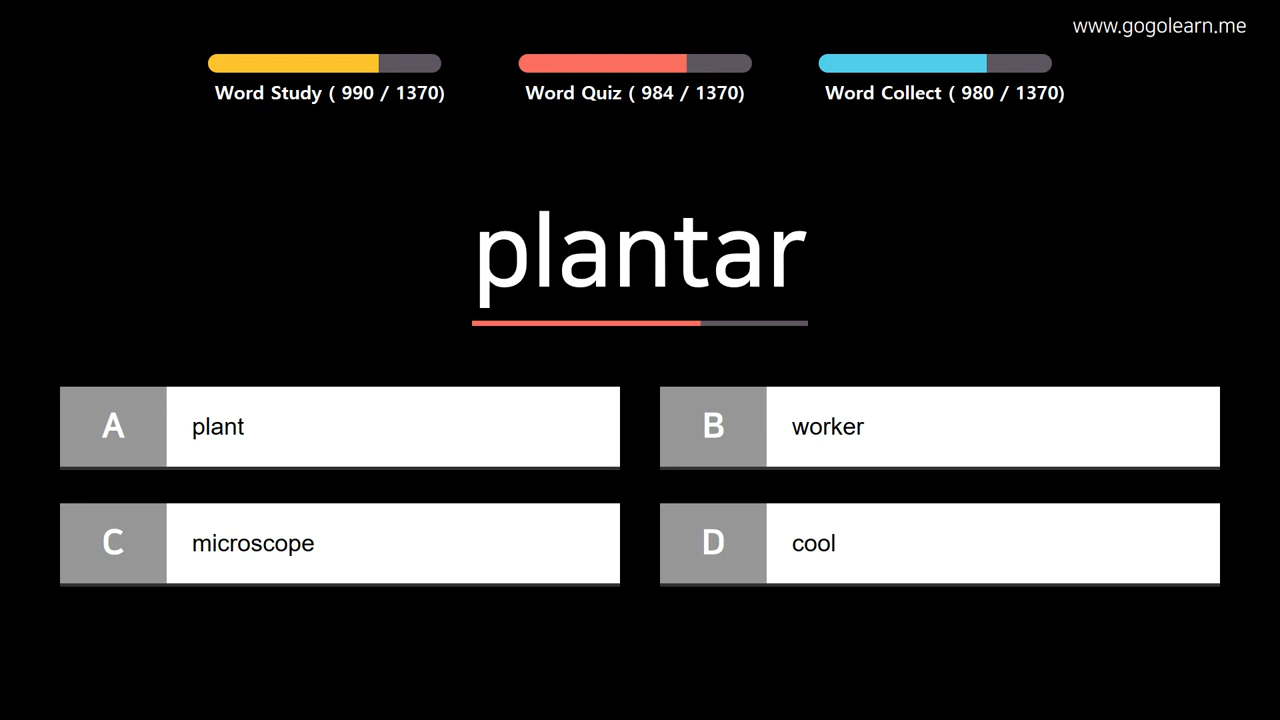 www.gogolearn.me
Word Study ( 990 / 1370)
Word Quiz ( 984 / 1370)
Word Collect ( 980 / 1370)
plantar
A plant
B worker
C microscope
D cool